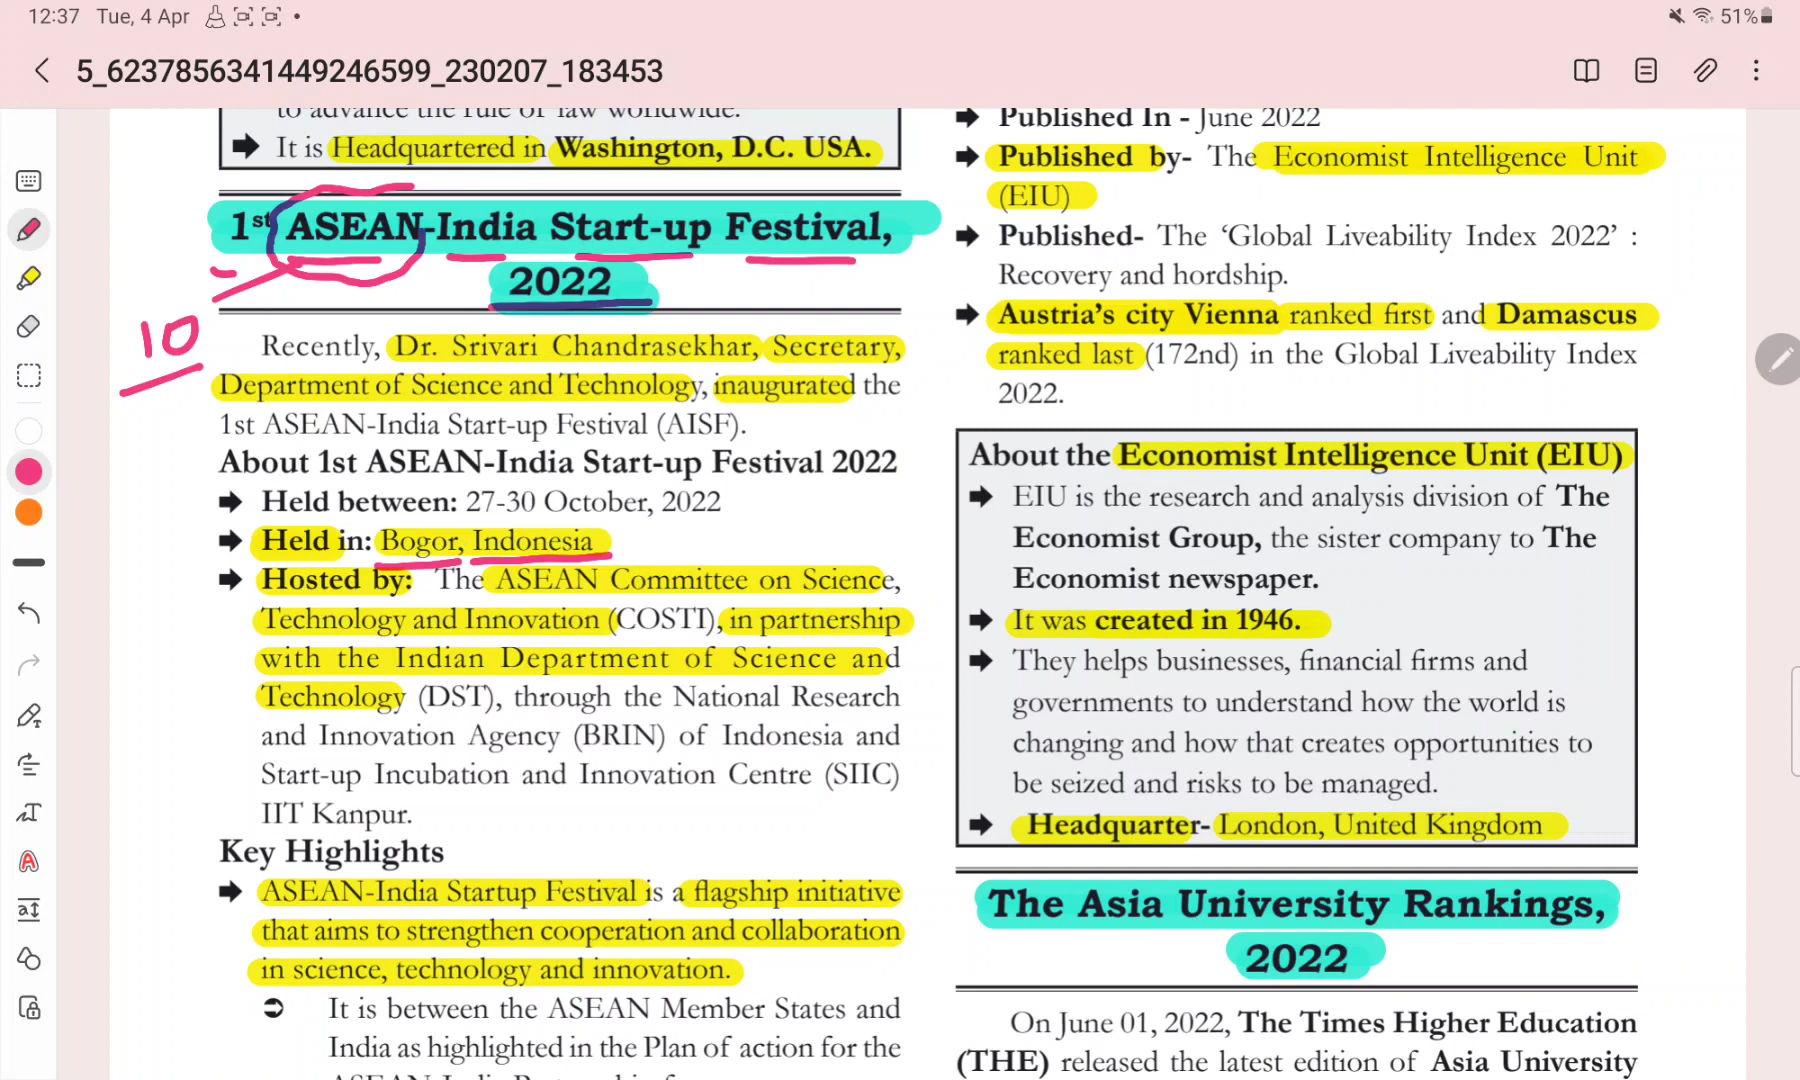 12:37 Tue, 4 Apr
51%
5_6237856341449246599_230207_183453
to advance the rule of law worldwide.
It is Headquartered in Washington, D.C. USA.
1st ASEAN-India Start-up Festival,
2022
10
Recently, Dr. Srivari Chandrasekhar, Secretary,
Department of Science and Technology, inaugurated the
1st ASEAN-India Start-up Festival (AISF).
About 1st ASEAN-India Start-up Festival 2022
Held between: 27-30 October, 2022
Held in: Bogor, Indonesia
Hosted by: The ASEAN Committee on Science,
Technology and Innovation (COSTI), in partnership
with the Indian Department of Science and
Technology (DST), through the National Research
and Innovation Agency (BRIN) of Indonesia and
Start-up Incubation and Innovation Centre (SIIC)
IIT Kanpur.
Key Highlights
ASEAN-India Startup Festival is a flagship initiative
that aims to strengthen cooperation and collaboration
in science, technology and innovation.
It is between the ASEAN Member States and
India as highlighted in the Plan of action for the
Published In - June 2022
Published by- The Economist Intelligence Unit
(EIU)
Published- The ‘Global Liveability Index 2022’ :
Recovery and hordship.
Austria’s city Vienna ranked first and Damascus
ranked last (172nd) in the Global Liveability Index
2022.
About the Economist Intelligence Unit (EIU)
EIU is the research and analysis division of The
Economist Group, the sister company to The
Economist newspaper.
It was created in 1946.
They helps businesses, financial firms and
governments to understand how the world is
changing and how that creates opportunities to
be seized and risks to be managed.
Headquarter- London, United Kingdom
The Asia University Rankings,
2022
On June 01, 2022, The Times Higher Education
(THE) released the latest edition of Asia University